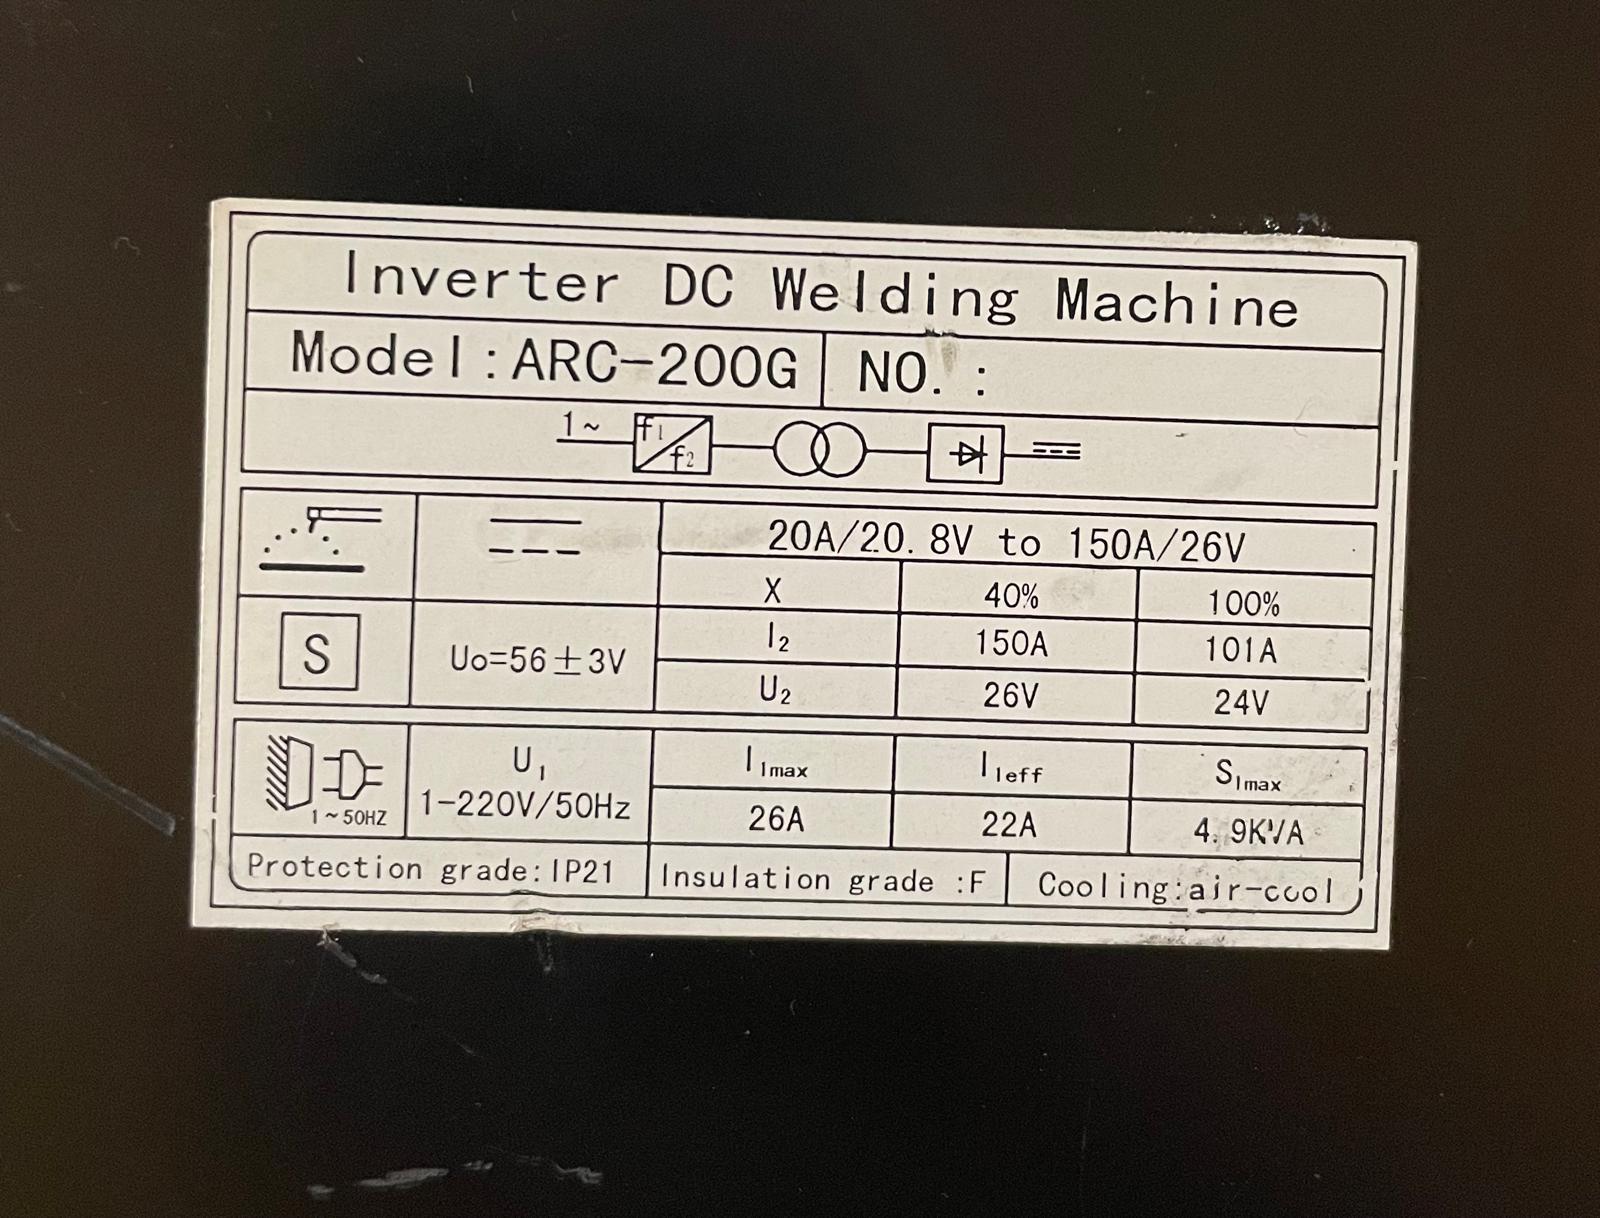 Inverter DC Welding Machine
Model:ARC-200G NO. :
1~ f1 f2
20A/20.8V to 150A/26V
X 40% 100%
S Uo=56±3V I2 150A 101A
U2 26V 24V
U1 I1max I1eff S1max
1~50HZ 1-220V/50Hz 26A 22A 4.9KVA
Protection grade:IP21 Insulation grade :F Cooling:air-cool